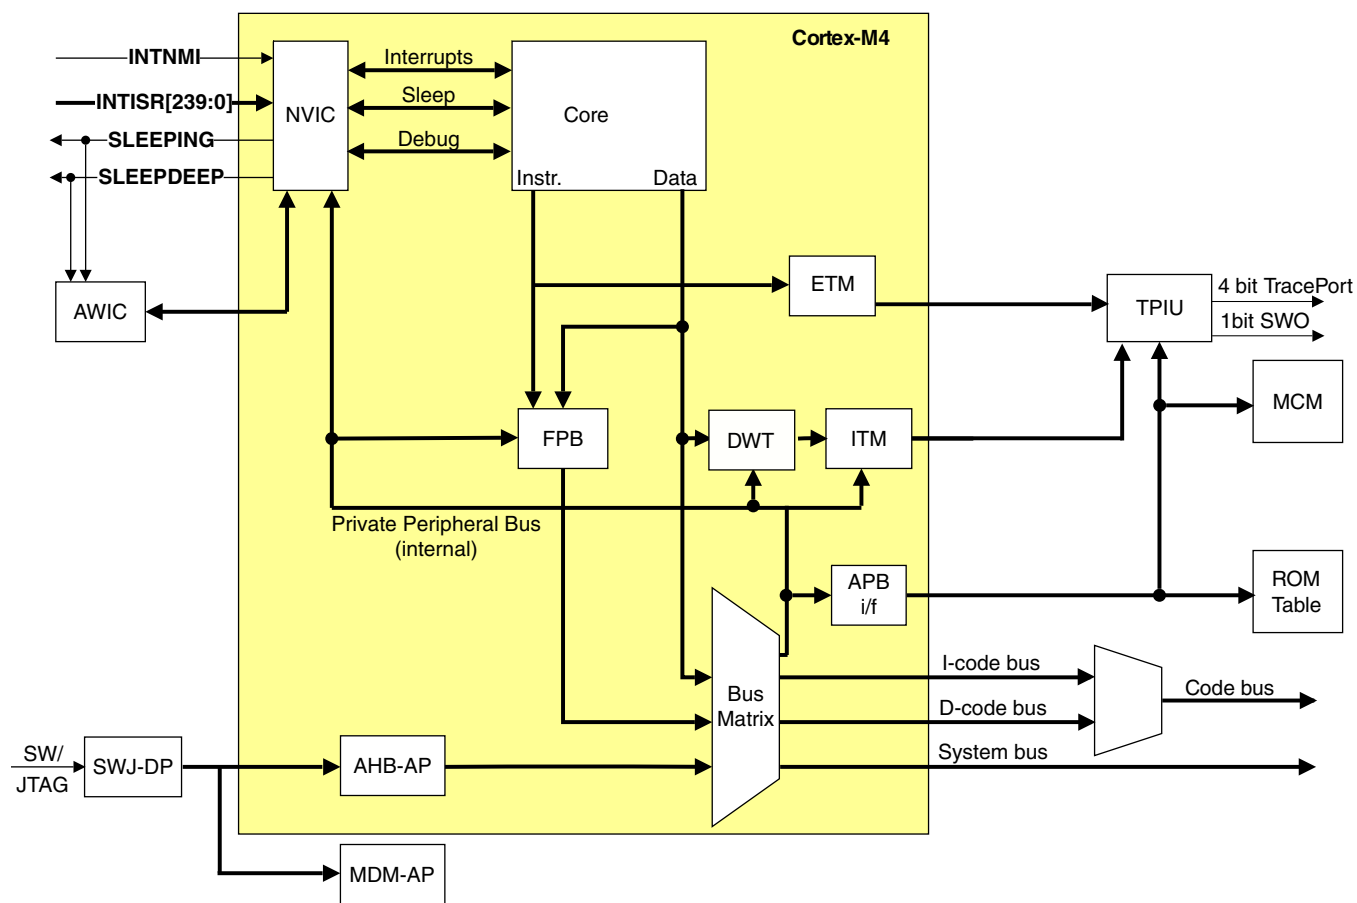 Cortex-M4
INTNMI
INTISR[239:0]
SLEEPING
SLEEPDEEP
NVIC
Interrupts
Sleep
Debug
Core
Instr.
Data
AWIC
ETM
TPIU
4 bit TracePort
1bit SWO
MCM
FPB
DWT
ITM
Private Peripheral Bus
(internal)
APB
i/f
ROM
Table
Bus
Matrix
I-code bus
D-code bus
System bus
Code bus
SW/
JTAG
SWJ-DP
AHB-AP
MDM-AP